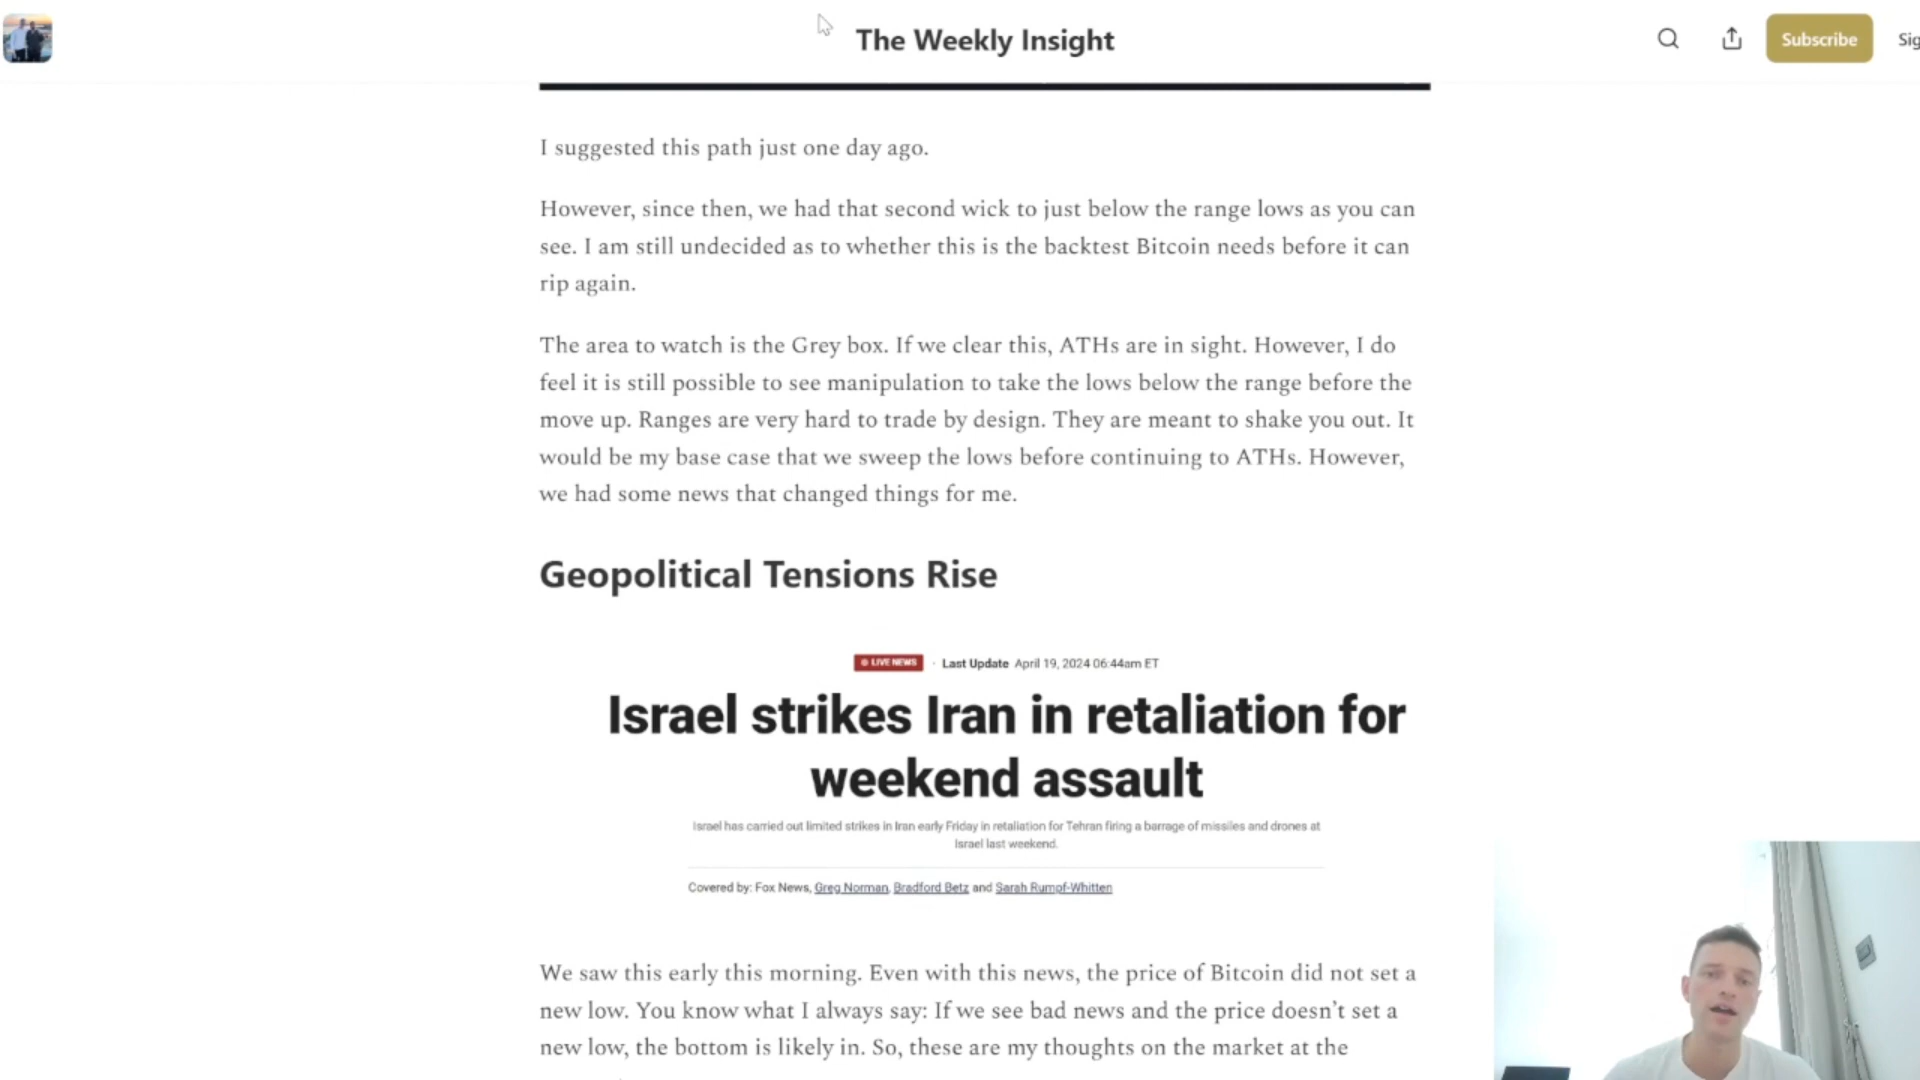 The Weekly Insight
Subscribe
Sig
I suggested this path just one day ago.
However, since then, we had that second wick to just below the range lows as you can
see. I am still undecided as to whether this is the backtest Bitcoin needs before it can
rip again.
The area to watch is the Grey box. If we clear this, ATHs are in sight. However, I do
feel it is still possible to see manipulation to take the lows below the range before the
move up. Ranges are very hard to trade by design. They are meant to shake you out. It
would be my base case that we sweep the lows before continuing to ATHs. However,
we had some news that changed things for me.
Geopolitical Tensions Rise
LIVE NEWS · Last Update April 19, 2024 06:44am ET
Israel strikes Iran in retaliation for
weekend assault
Israel has carried out limited strikes in Iran early Friday in retaliation for Tehran firing a barrage of missiles and drones at
Israel last weekend.
Covered by: Fox News, Greg Norman, Bradford Betz and Sarah Rumpf-Whitten
We saw this early this morning. Even with this news, the price of Bitcoin did not set a
new low. You know what I always say: If we see bad news and the price doesn’t set a
new low, the bottom is likely in. So, these are my thoughts on the market at the